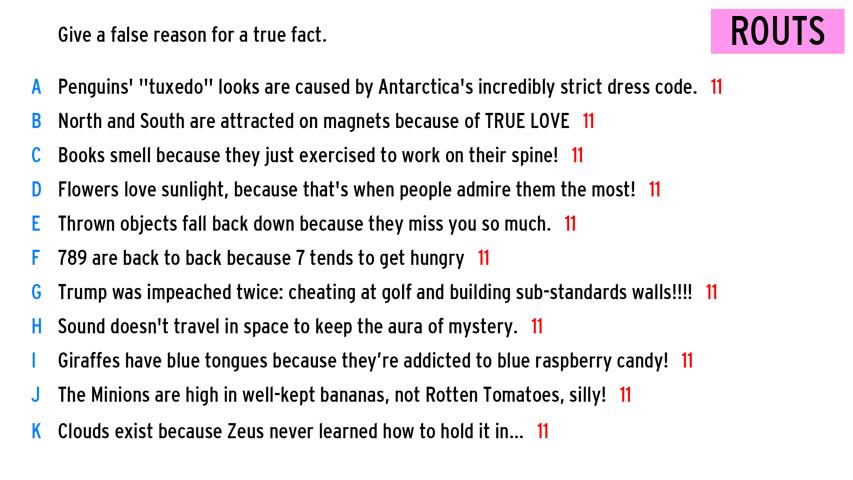 Give a false reason for a true fact.
ROUTS
A Penguins' "tuxedo" looks are caused by Antarctica's incredibly strict dress code. 11
B North and South are attracted on magnets because of TRUE LOVE 11
C Books smell because they just exercised to work on their spine! 11
D Flowers love sunlight, because that's when people admire them the most! 11
E Thrown objects fall back down because they miss you so much. 11
F 789 are back to back because 7 tends to get hungry 11
G Trump was impeached twice: cheating at golf and building sub-standards walls!!!! 11
H Sound doesn't travel in space to keep the aura of mystery. 11
I Giraffes have blue tongues because they’re addicted to blue raspberry candy! 11
J The Minions are high in well-kept bananas, not Rotten Tomatoes, silly! 11
K Clouds exist because Zeus never learned how to hold it in... 11